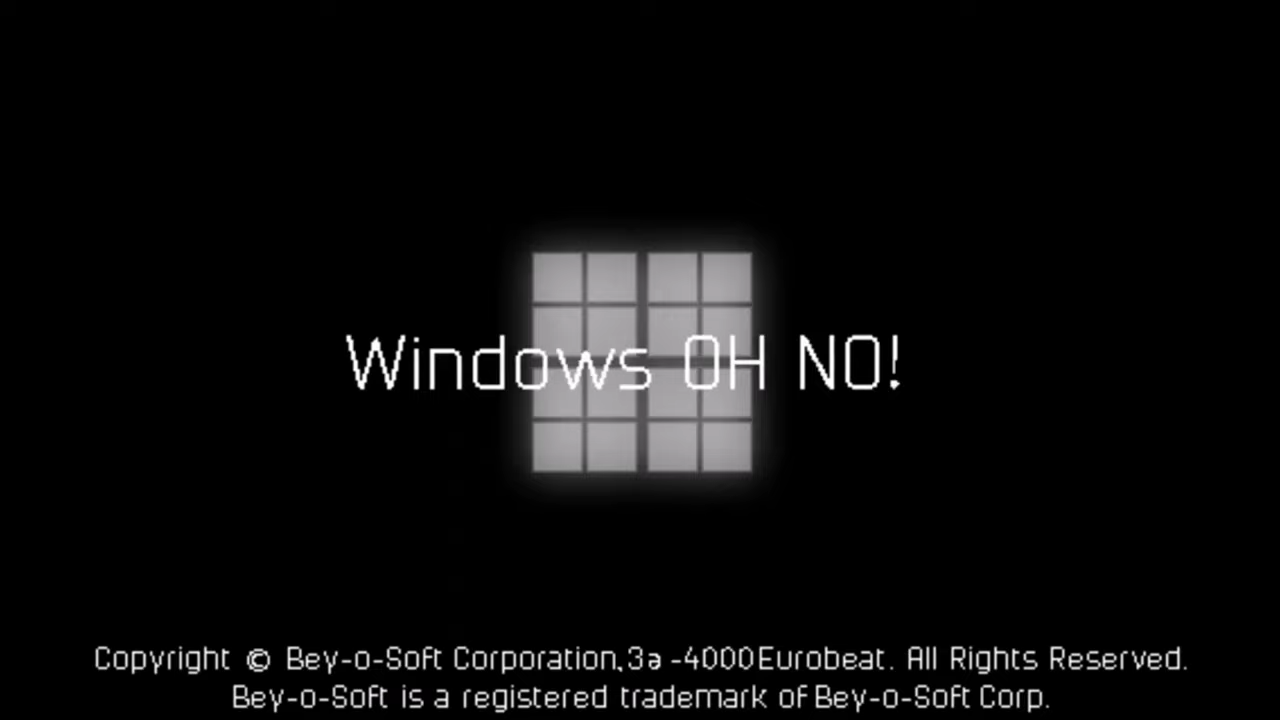 Windows OH NO!
Copyright © Bey-o-Soft Corporation,3a -4000Eurobeat. All Rights Reserved.
Bey-o-Soft is a registered trademark of Bey-o-Soft Corp.